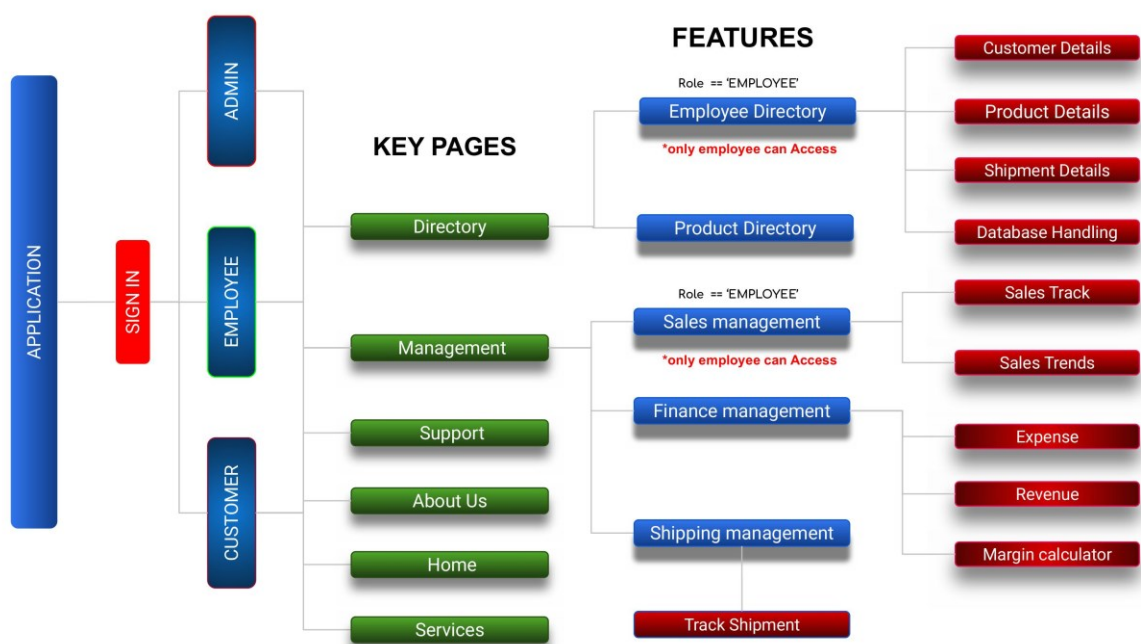 APPLICATION
SIGN IN
ADMIN
EMPLOYEE
CUSTOMER
KEY PAGES
Directory
Management
Support
About Us
Home
Services
FEATURES
Role == ‘EMPLOYEE’
Employee Directory
*only employee can Access
Product Directory
Role == ‘EMPLOYEE’
Sales management
*only employee can Access
Finance management
Shipping management
Track Shipment
Customer Details
Product Details
Shipment Details
Database Handling
Sales Track
Sales Trends
Expense
Revenue
Margin calculator